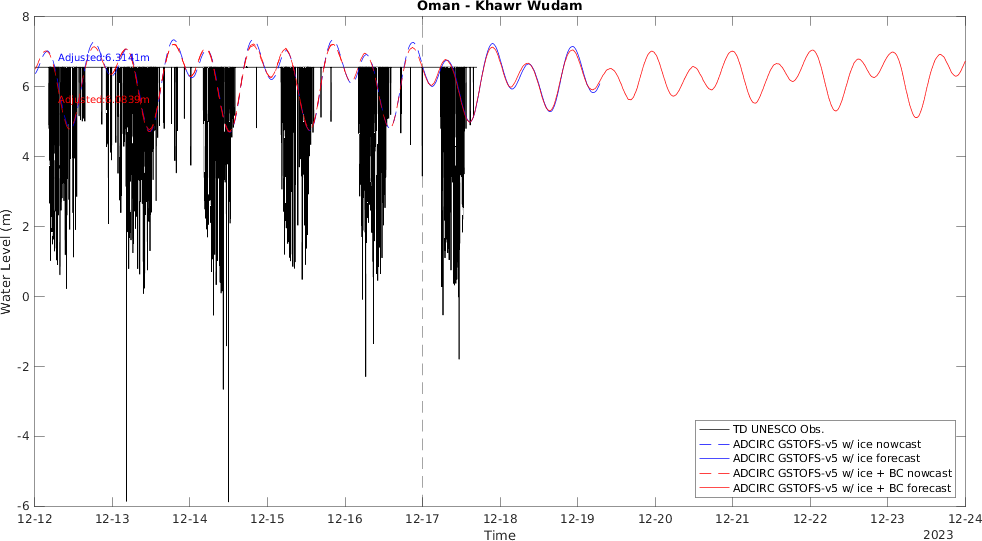 Oman - Khawr Wudam
8
6
4
2
0
-2
-4
-6
Water Level (m)
Adjusted:6.3141m
TD UNESCO Obs.
ADCIRC GSTOFS-v5 w/ ice nowcast
ADCIRC GSTOFS-v5 w/ ice forecast
ADCIRC GSTOFS-v5 w/ ice + BC nowcast
ADCIRC GSTOFS-v5 w/ ice + BC forecast
12-12 12-13 12-14 12-15 12-16 12-17 12-18 12-19 12-20 12-21 12-22 12-23 12-24
Time
2023